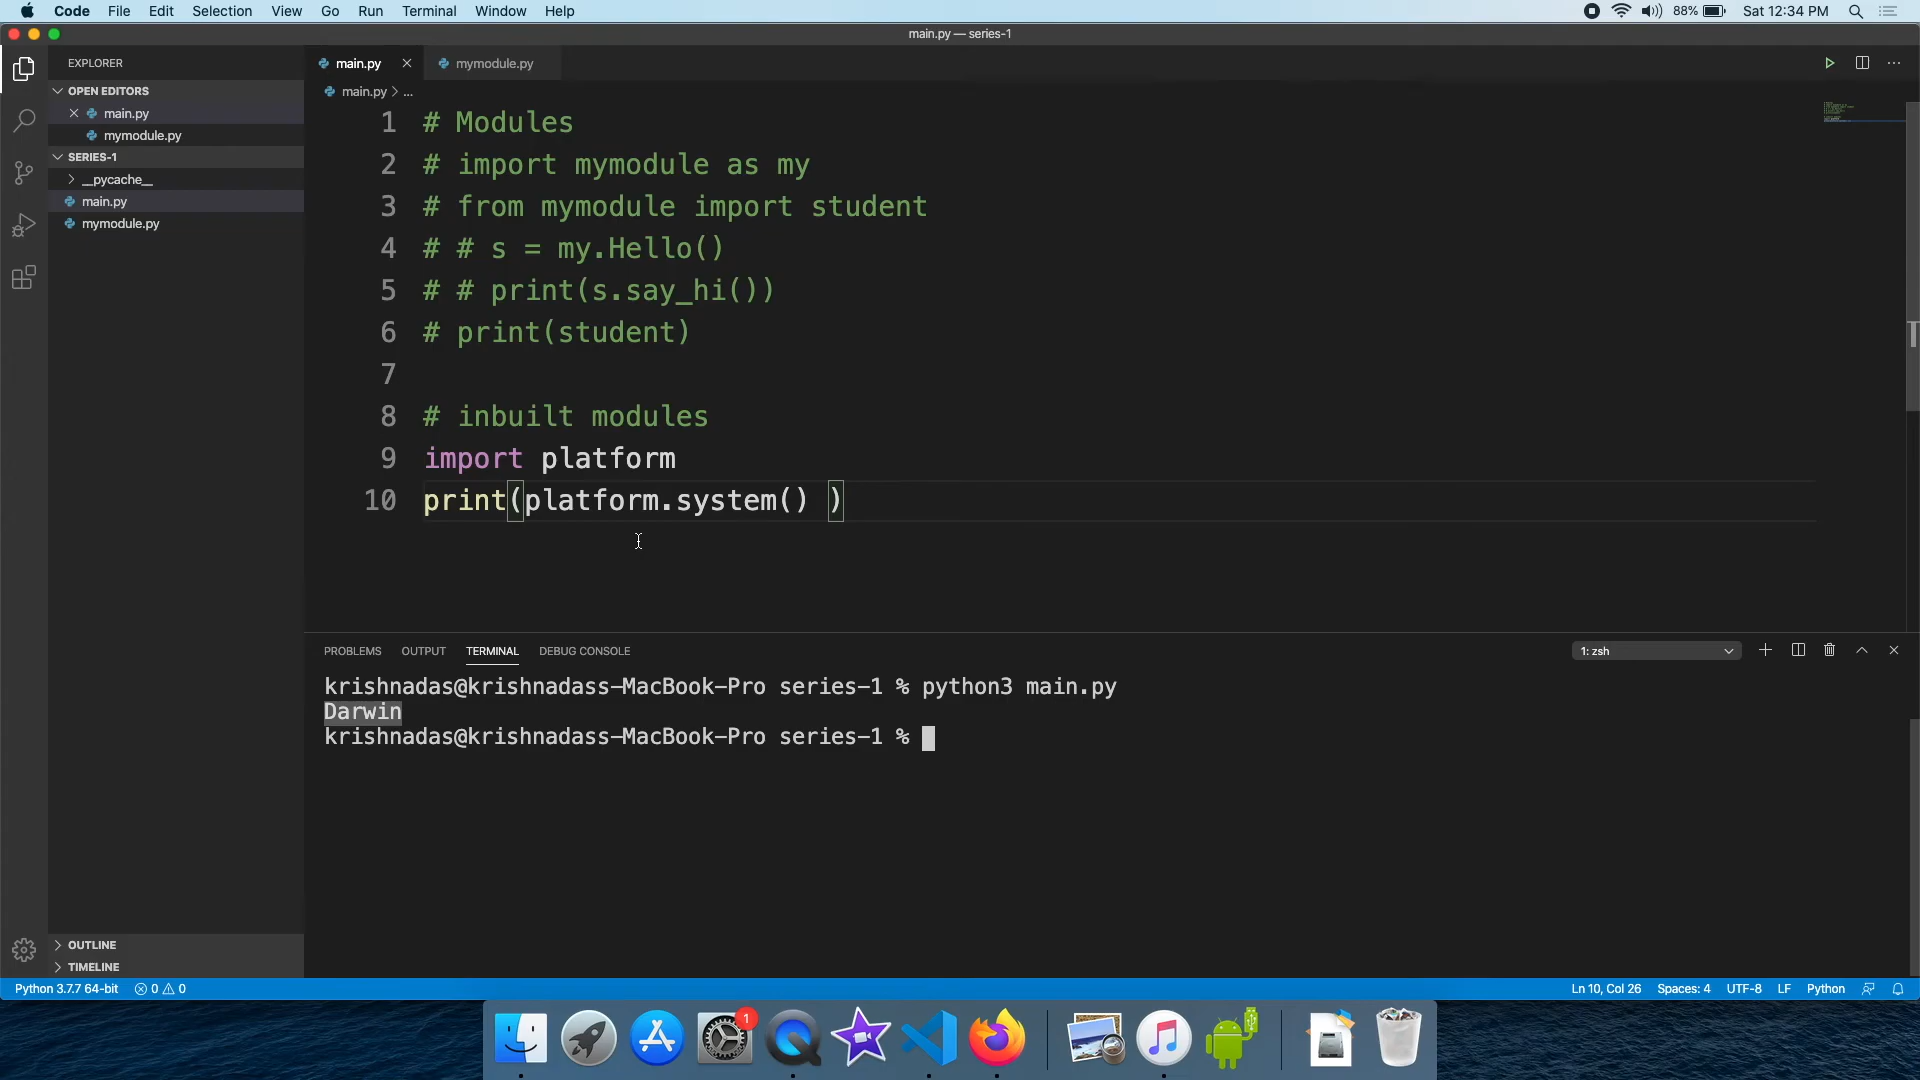 Code File Edit Selection View Go Run Terminal Window Help 88% Sat 12:34 PM
main.py — series-1
EXPLORER
OPEN EDITORS
main.py
mymodule.py
SERIES-1
__pycache__
main.py
mymodule.py
OUTLINE
TIMELINE
main.py mymodule.py
main.py > ...
1 # Modules
2 # import mymodule as my
3 # from mymodule import student
4 # # s = my.Hello()
5 # # print(s.say_hi())
6 # print(student)
7
8 # inbuilt modules
9 import platform
10 print(platform.system() )
PROBLEMS OUTPUT TERMINAL DEBUG CONSOLE 1: zsh
krishnadas@krishnadass-MacBook-Pro series-1 % python3 main.py
Darwin
krishnadas@krishnadass-MacBook-Pro series-1 %
Python 3.7.7 64-bit 0 0 Ln 10, Col 26 Spaces: 4 UTF-8 LF Python
1